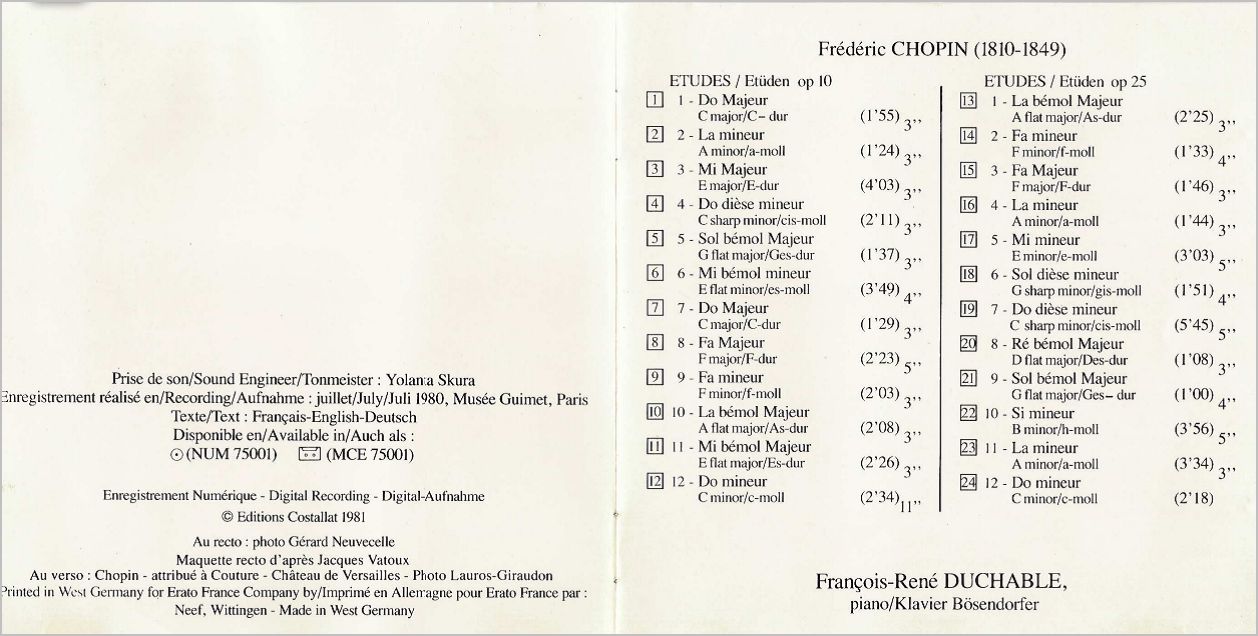 Prise de son/Sound Engineer/Tonmeister : Yolanta Skura
Enregistrement réalisé en/Recording/Aufnahme : juillet/July/Juli 1980, Musée Guimet, Paris
Texte/Text : Français-English-Deutsch
Disponible en/Available in/Auch als :
(NUM 75001) (MCE 75001)
Enregistrement Numérique - Digital Recording - Digital-Aufnahme
© Editions Costallat 1981
Au recto : photo Gérard Neuvecelle
Maquette recto d'après Jacques Vatoux
Au verso : Chopin - attribué à Couture - Château de Versailles - Photo Lauros-Giraudon
Printed in West Germany for Erato France Company by/Imprimé en Allemagne pour Erato France par :
Neef, Wittingen - Made in West Germany
Frédéric CHOPIN (1810-1849)
ETUDES / Etüden op 10
1 1 - Do Majeur
C major/C-dur (1'55) 3''
2 2 - La mineur
A minor/a-moll (1'24) 3''
3 3 - Mi Majeur
E major/E-dur (4'03) 3''
4 4 - Do dièse mineur
C sharp minor/cis-moll (2'11) 3''
5 5 - Sol bémol Majeur
G flat major/Ges-dur (1'37) 3''
6 6 - Mi bémol mineur
E flat minor/es-moll (3'49) 4''
7 7 - Do Majeur
C major/C-dur (1'29) 3''
8 8 - Fa Majeur
F major/F-dur (2'23) 5''
9 9 - Fa mineur
F minor/f-moll (2'03) 3''
10 10 - La bémol Majeur
A flat major/As-dur (2'08) 3''
11 11 - Mi bémol Majeur
E flat major/Es-dur (2'26) 3''
12 12 - Do mineur
C minor/c-moll (2'34) 11''
ETUDES / Etüden op 25
13 1 - La bémol Majeur
A flat major/As-dur (2'25) 3''
14 2 - Fa mineur
F minor/f-moll (1'33) 4''
15 3 - Fa Majeur
F major/F-dur (1'46) 3''
16 4 - La mineur
A minor/a-moll (1'44) 3''
17 5 - Mi mineur
E minor/e-moll (3'03) 5''
18 6 - Sol dièse mineur
G sharp minor/gis-moll (1'51) 4''
19 7 - Do dièse mineur
C sharp minor/cis-moll (5'45) 5''
20 8 - Ré bémol Majeur
D flat major/Des-dur (1'08) 3''
21 9 - Sol bémol Majeur
G flat major/Ges-dur (1'00) 4''
22 10 - Si mineur
B minor/h-moll (3'56) 5''
23 11 - La mineur
A minor/a-moll (3'34) 3''
24 12 - Do mineur
C minor/c-moll (2'18)
François-René DUCHABLE,
piano/Klavier Bösendorfer